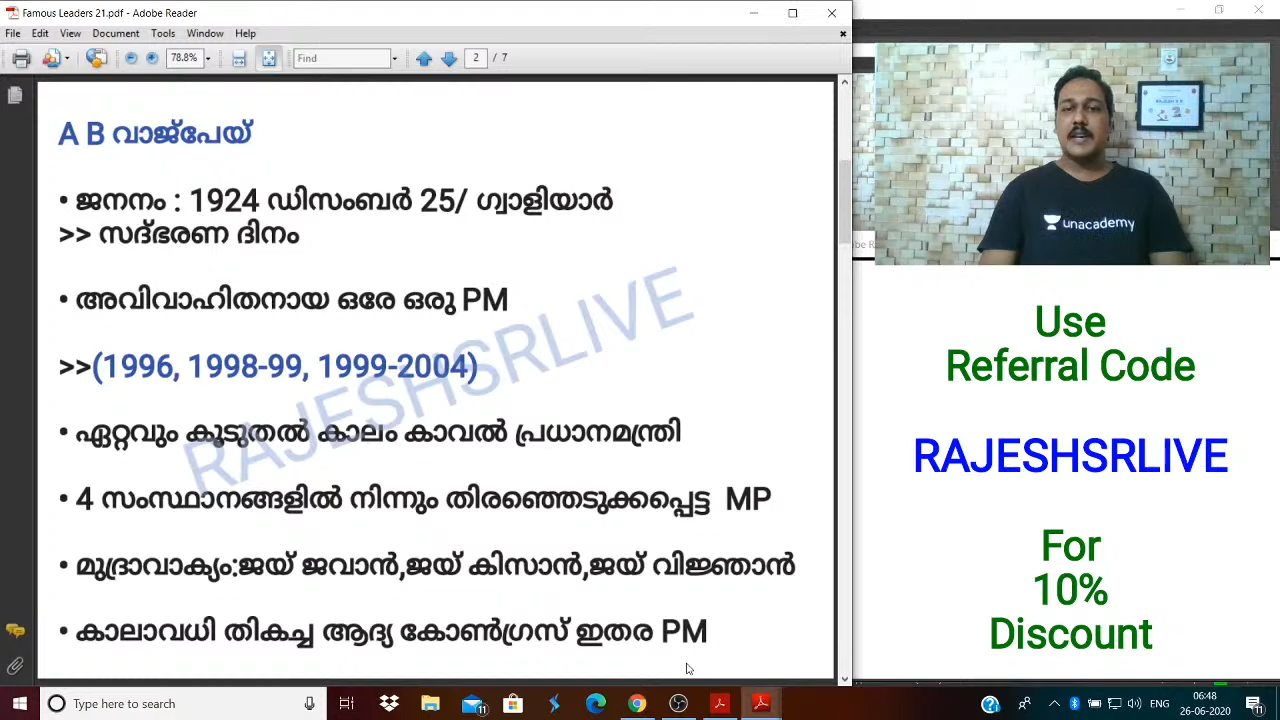 Famous Leaders 21.pdf - Adobe Reader
File Edit View Document Tools Window Help
78.8% Find 2 / 7
A B വാജ്പേയ്
• ജനനം : 1924 ഡിസംബർ 25/ ഗ്വാളിയാർ
>> സദ്ഭരണ ദിനം
• അവിവാഹിതനായ ഒരേ ഒരു PM
>>(1996, 1998-99, 1999-2004)
• ഏറ്റവും കൂടുതൽ കാലം കാവൽ പ്രധാനമന്ത്രി
• 4 സംസ്ഥാനങ്ങളിൽ നിന്നും തിരഞ്ഞെടുക്കപ്പെട്ട MP
• മുദ്രാവാക്യം:ജയ് ജവാൻ,ജയ് കിസാൻ,ജയ് വിജ്ഞാൻ
• കാലാവധി തികച്ച ആദ്യ കോൺഗ്രസ് ഇതര PM
RAJESHSRLIVE
unacademy
Use
Referral Code
RAJESHSRLIVE
For
10%
Discount
Type here to search
11
ENG
06:48
26-06-2020
11